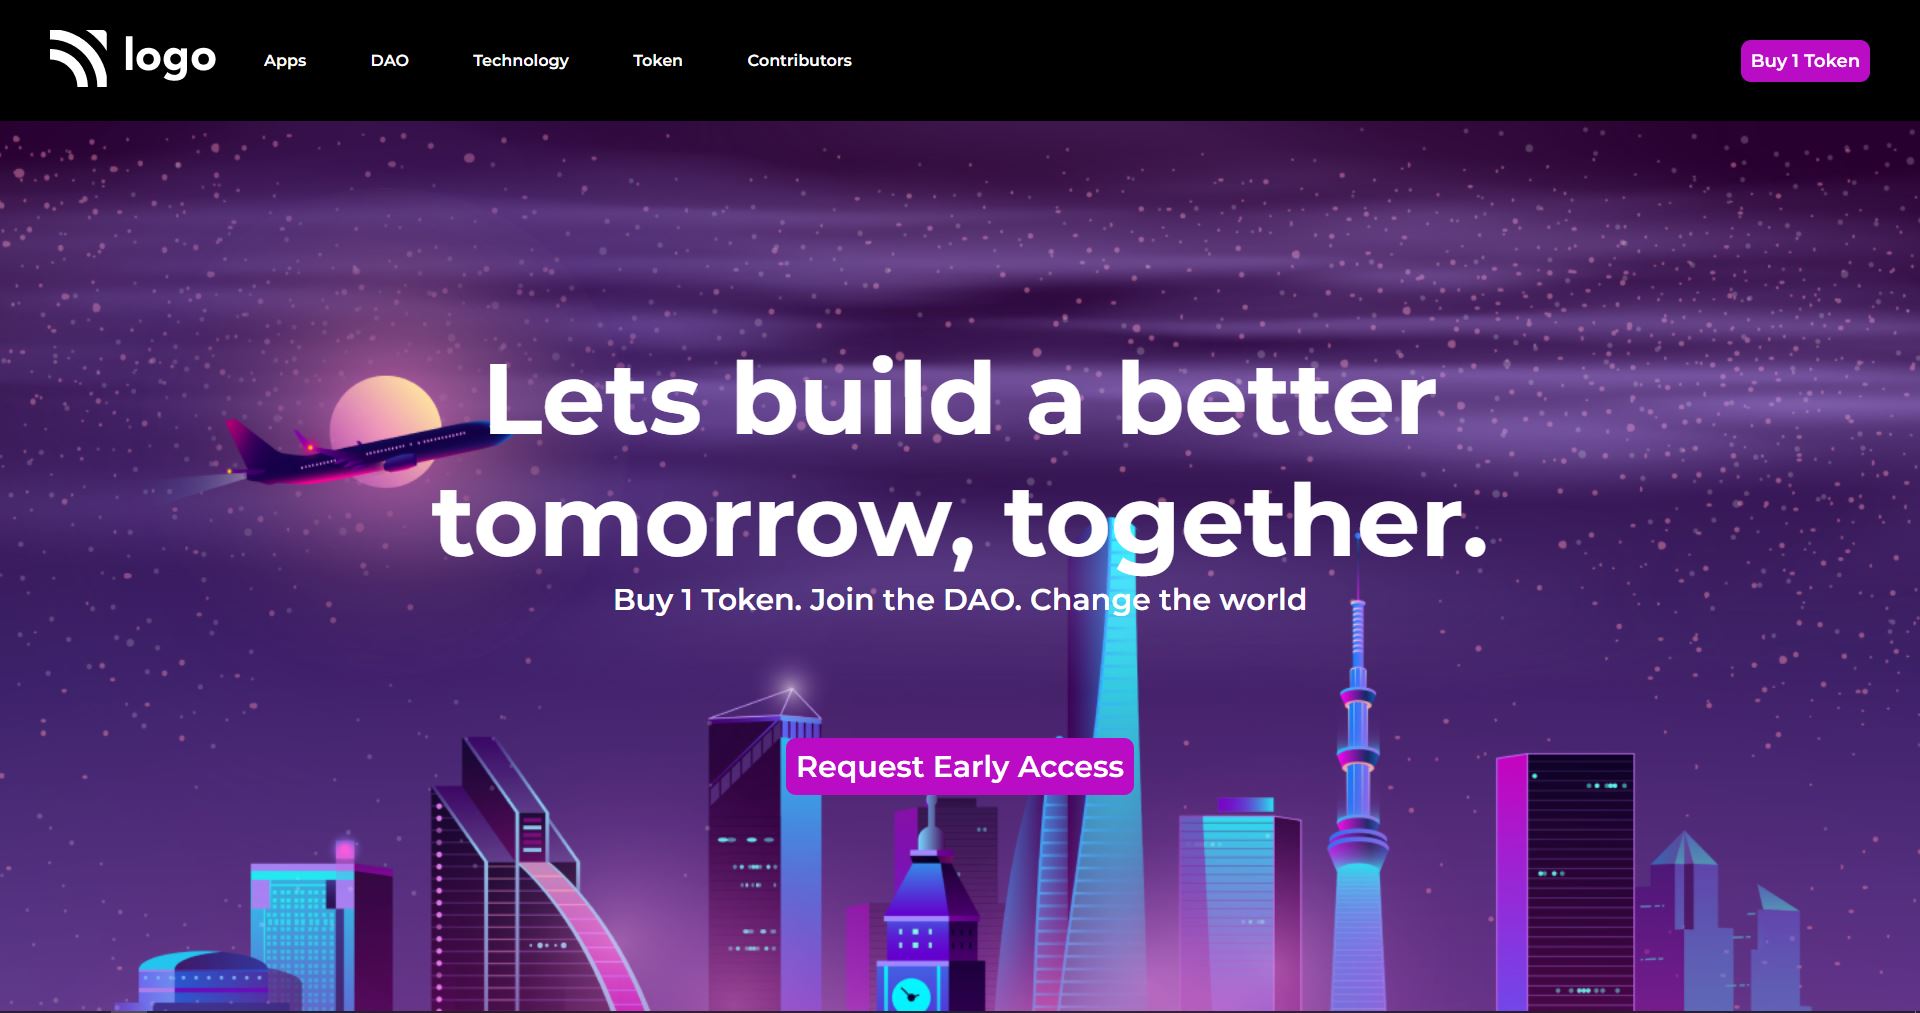 logo
Apps
DAO
Technology
Token
Contributors
Buy 1 Token
Lets build a better
tomorrow, together.
Buy 1 Token. Join the DAO. Change the world
Request Early Access